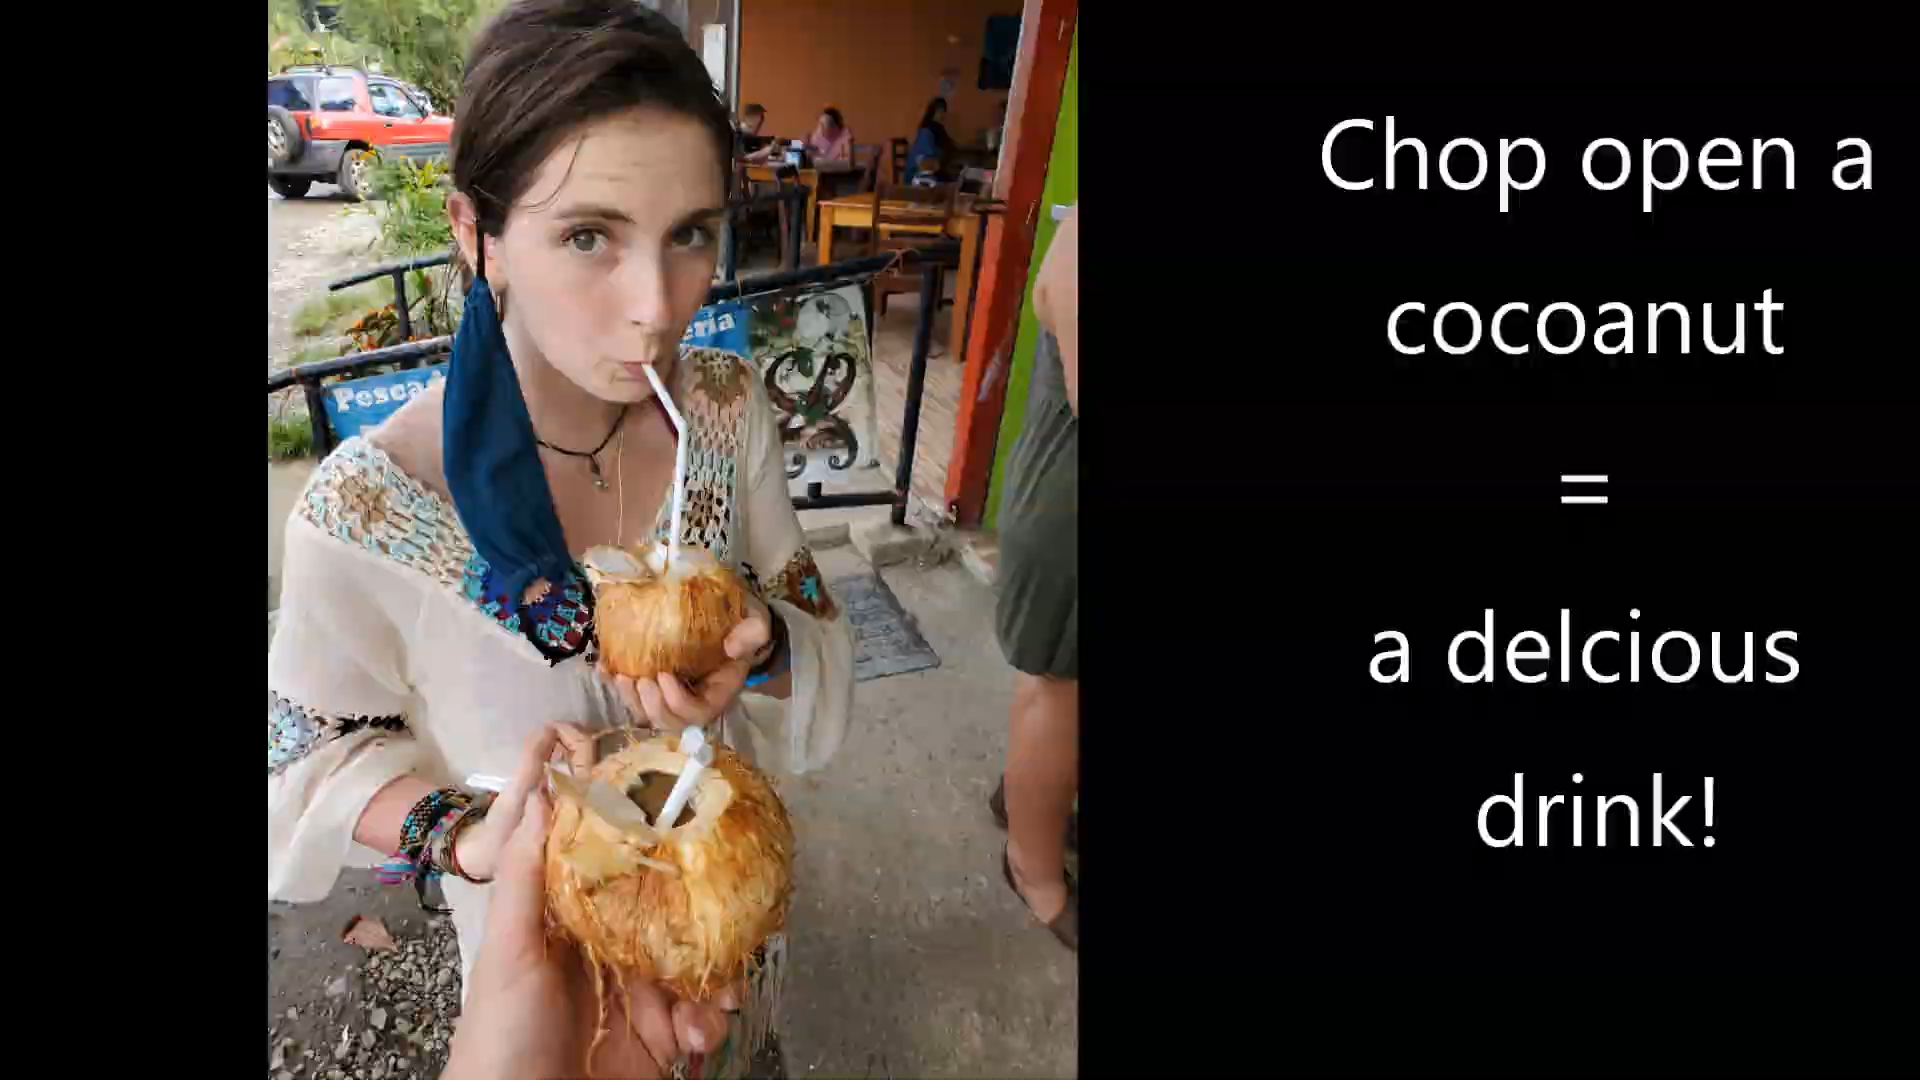 Chop open a
cocoanut
=
a delcious
drink!